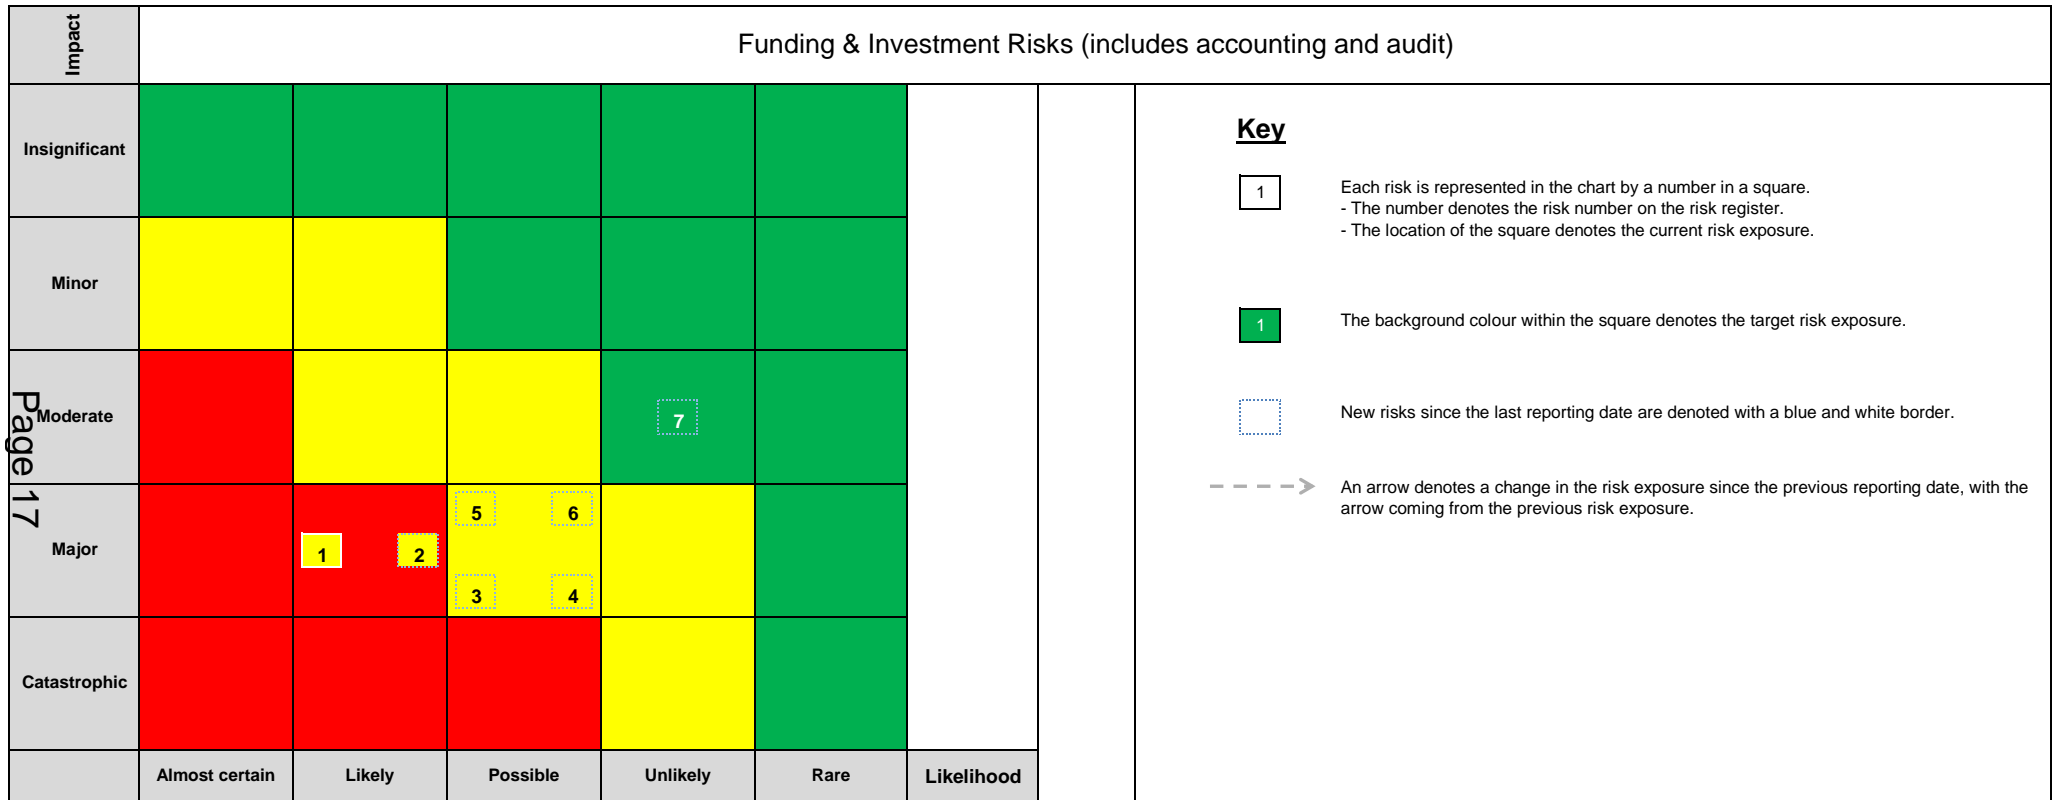 Impact
Funding & Investment Risks (includes accounting and audit)
Insignificant
Minor
Moderate
7
Major
5
6
1
2
3
4
Catastrophic
Almost certain
Likely
Possible
Unlikely
Rare
Likelihood
Key
1
Each risk is represented in the chart by a number in a square.
- The number denotes the risk number on the risk register.
- The location of the square denotes the current risk exposure.
1
The background colour within the square denotes the target risk exposure.
New risks since the last reporting date are denoted with a blue and white border.
An arrow denotes a change in the risk exposure since the previous reporting date, with the
arrow coming from the previous risk exposure.
Page 17